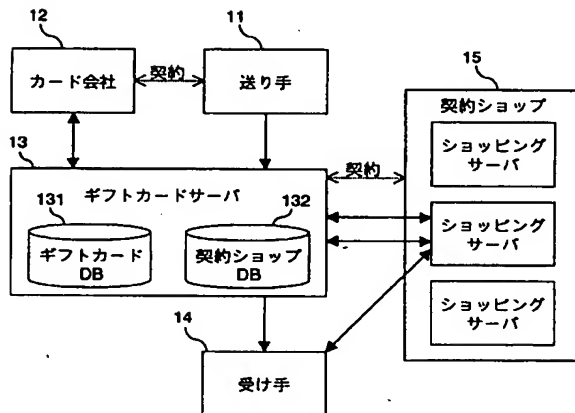 12
カード会社
契約
11
送り手
15
契約ショップ
ショッピング
サーバ
ショッピング
サーバ
ショッピング
サーバ
13
ギフトカードサーバ
契約
131
ギフトカード
DB
132
契約ショップ
DB
14
受け手